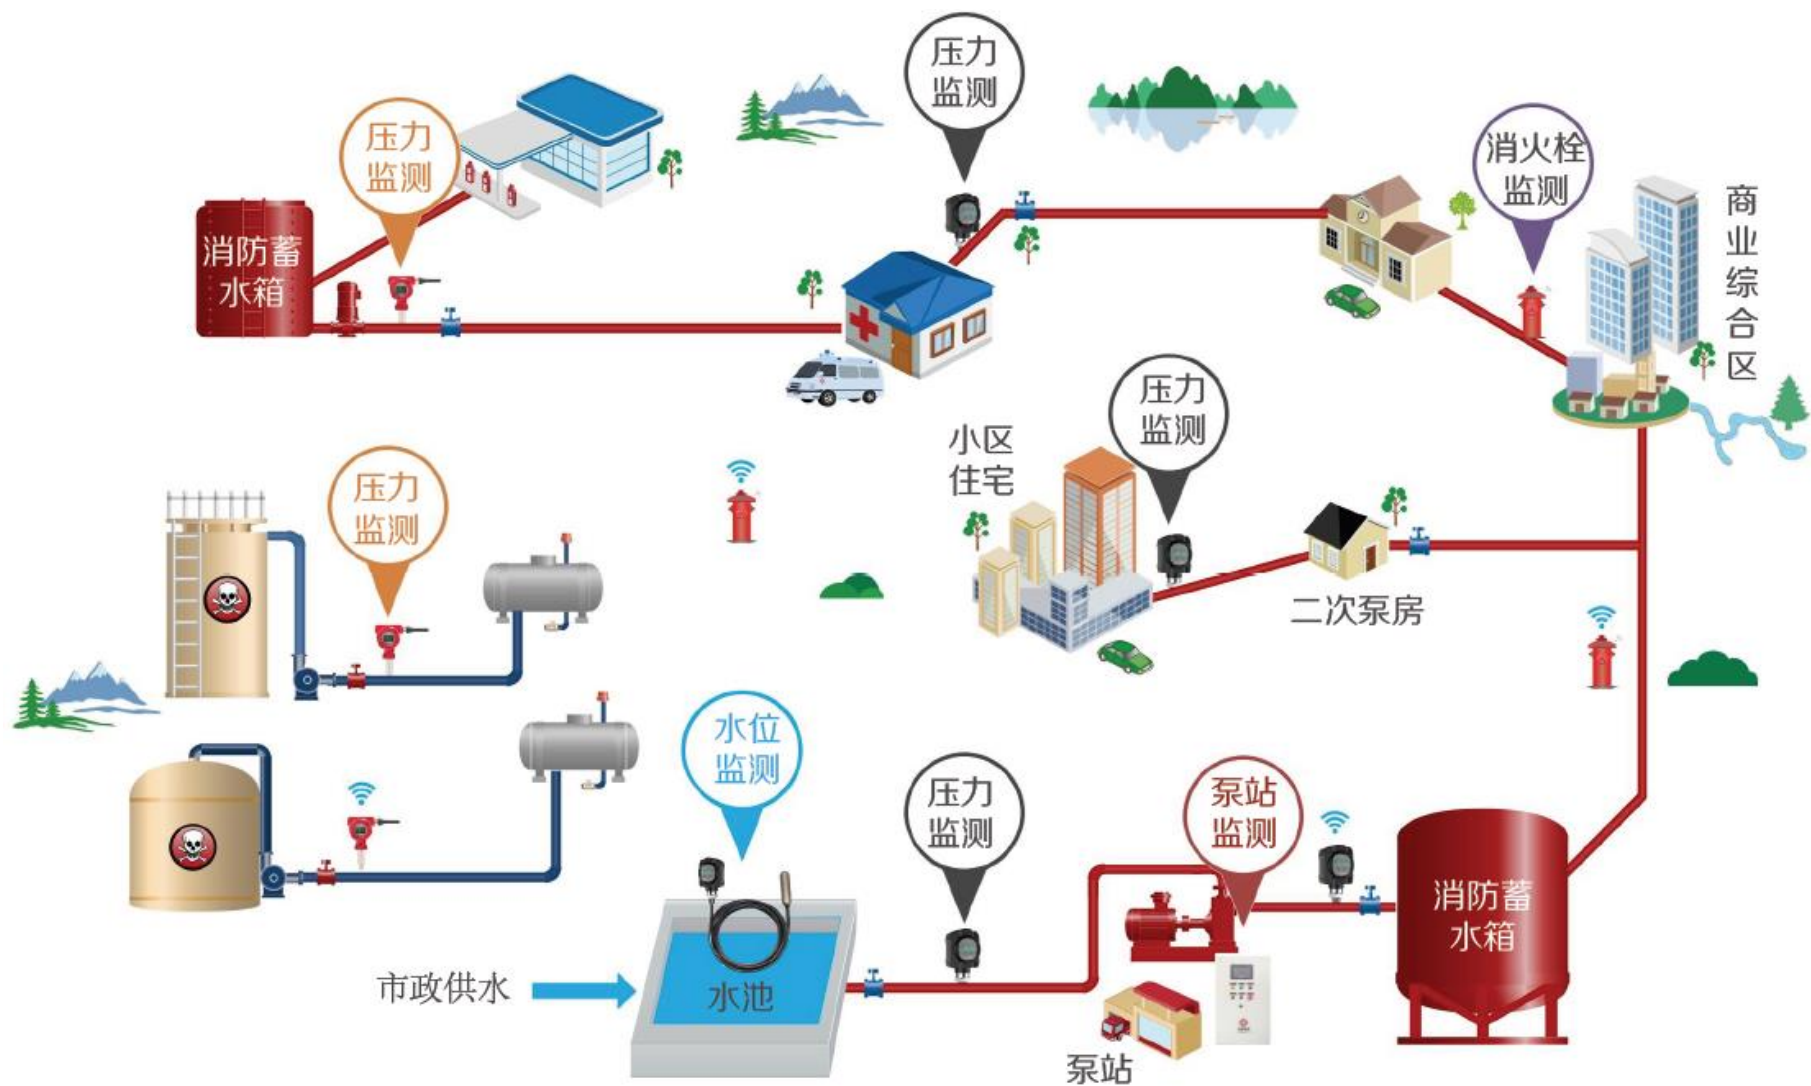 压力
监测
压力
监测
消火栓
监测
商
业
综
合
区
消防蓄
水箱
压力
监测
小区
住宅
压力
监测
二次泵房
水位
监测
压力
监测
泵站
监测
消防蓄
水箱
市政供水
水池
泵站